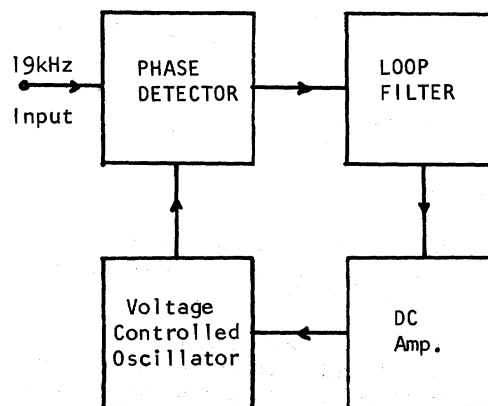 19kHz
Input
PHASE
DETECTOR
LOOP
FILTER
Voltage
Controlled
Oscillator
DC
Amp.